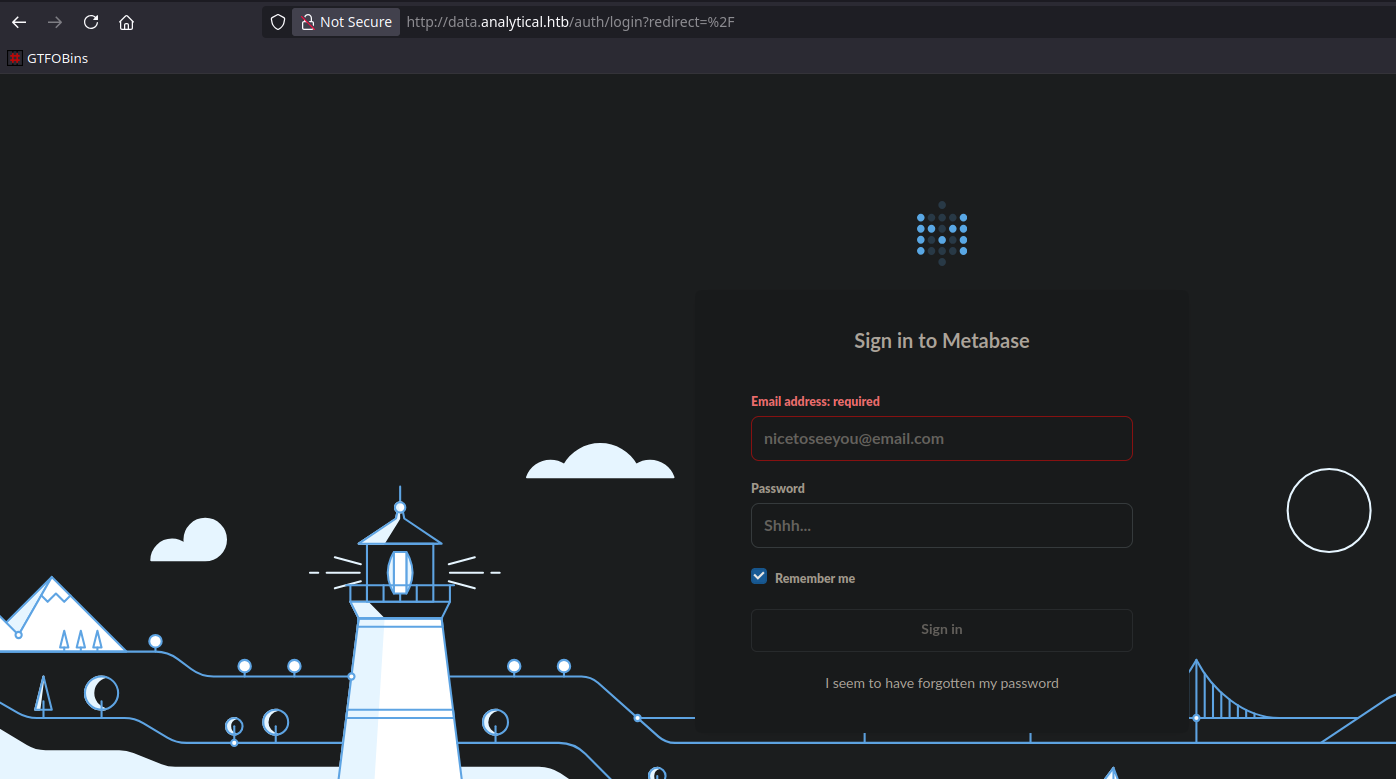 Not Secure http://data.analytical.htb/auth/login?redirect=%2F
GTFOBins
Sign in to Metabase
Email address: required
nicetoseeyou@email.com
Password
Shhh...
Remember me
Sign in
I seem to have forgotten my password